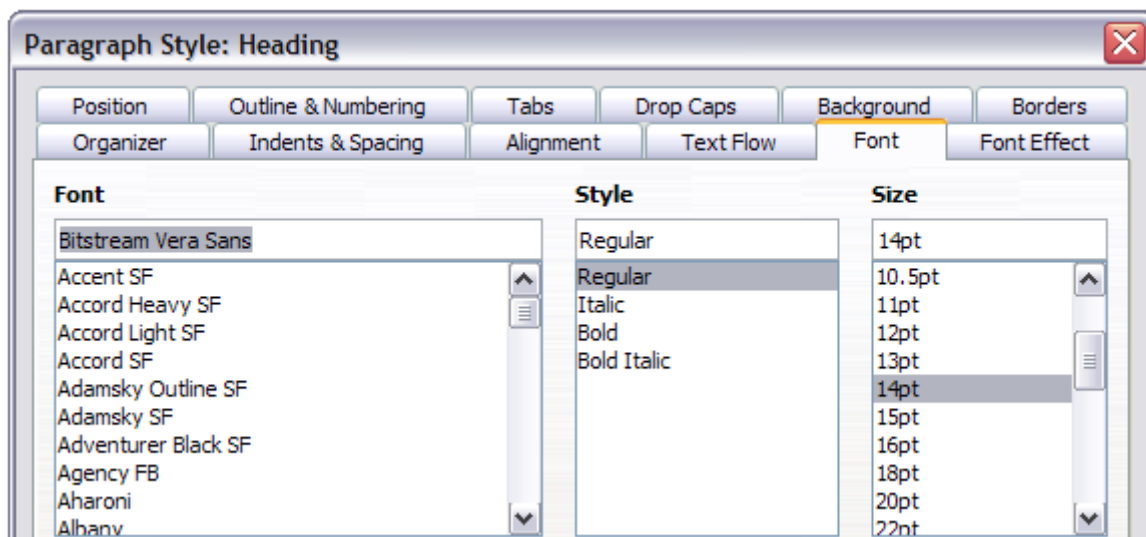 Paragraph Style: Heading
Position Outline & Numbering Tabs Drop Caps Background Borders
Organizer Indents & Spacing Alignment Text Flow Font Font Effect
Font Style Size
Bitstream Vera Sans Regular 14pt
Accent SF Regular 10.5pt
Accord Heavy SF Italic 11pt
Accord Light SF Bold 12pt
Accord SF Bold Italic 13pt
Adamsky Outline SF 14pt
Adamsky SF 15pt
Adventurer Black SF 16pt
Agency FB 18pt
Aharoni 20pt
Albany 22pt